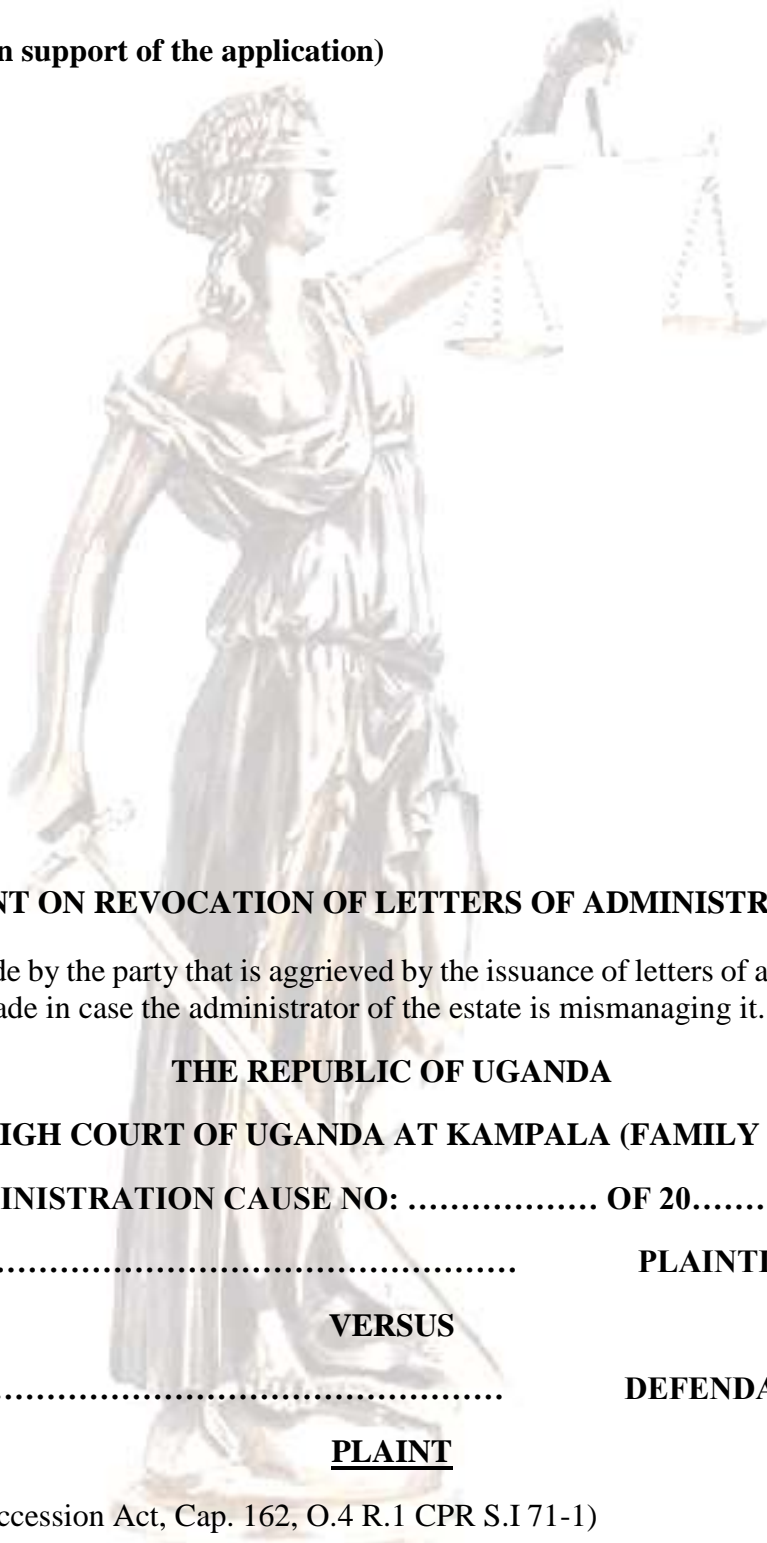 n support of the application)
NT ON REVOCATION OF LETTERS OF ADMINISTR
de by the party that is aggrieved by the issuance of letters of a
ade in case the administrator of the estate is mismanaging it.
THE REPUBLIC OF UGANDA
IGH COURT OF UGANDA AT KAMPALA (FAMILY
INISTRATION CAUSE NO: ……………… OF 20…….
…………………………………………… PLAINTI
VERSUS
…………………………………………… DEFENDA
PLAINT
ccession Act, Cap. 162, O.4 R.1 CPR S.I 71-1)